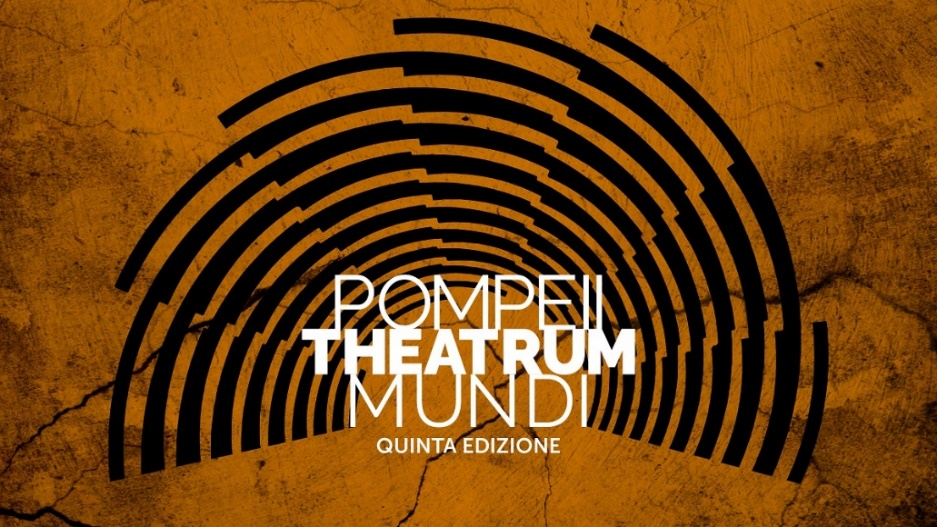 POMPEII
THEATRUM
MUNDI
QUINTA EDIZIONE